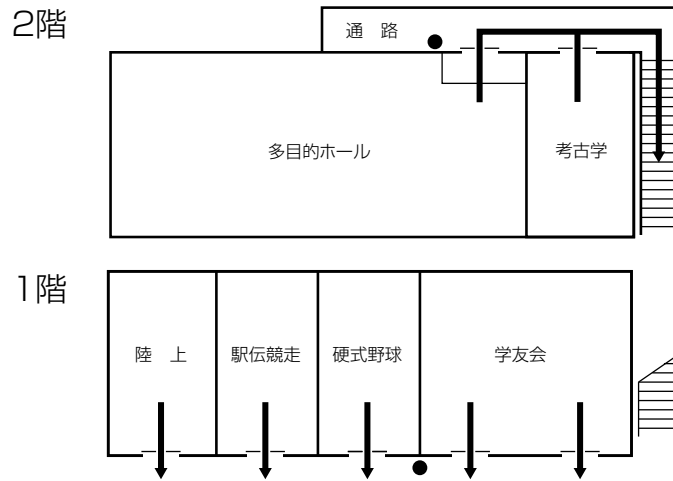 2階
通 路
多目的ホール
考古学
1階
陸 上
駅伝競走
硬式野球
学友会